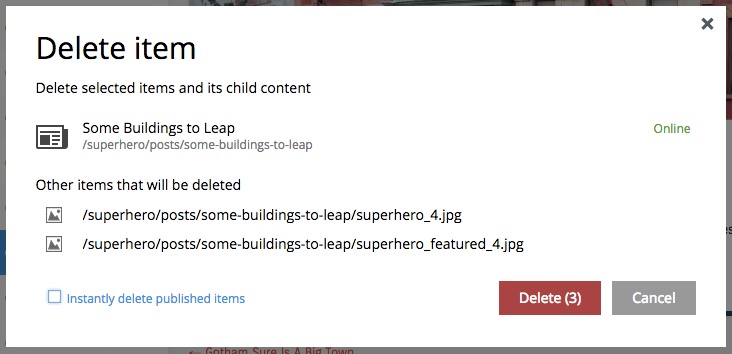 Delete item
Delete selected items and its child content
Some Buildings to Leap
Online
/superhero/posts/some-buildings-to-leap
Other items that will be deleted
/superhero/posts/some-buildings-to-leap/superhero_4.jpg
/superhero/posts/some-buildings-to-leap/superhero_featured_4.jpg
Instantly delete published items
Delete (3)
Cancel
← Gotham Sure Is A Big Town